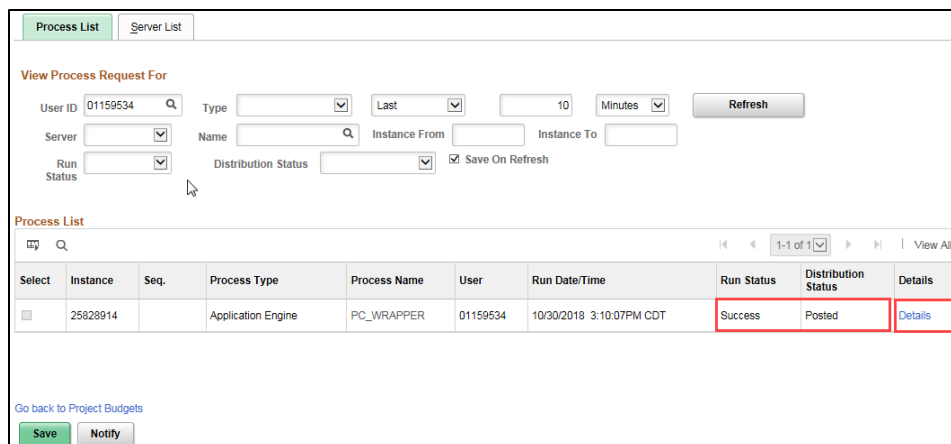 Process List Server List
View Process Request For
User ID 01159534 Type Last 10 Minutes Refresh
Server Name Instance From Instance To
Run Status Distribution Status Save On Refresh
Process List
1-1 of 1 View All
Select Instance Seq. Process Type Process Name User Run Date/Time Run Status Distribution Status Details
25828914 Application Engine PC_WRAPPER 01159534 10/30/2018 3:10:07PM CDT Success Posted Details
Go back to Project Budgets
Save Notify